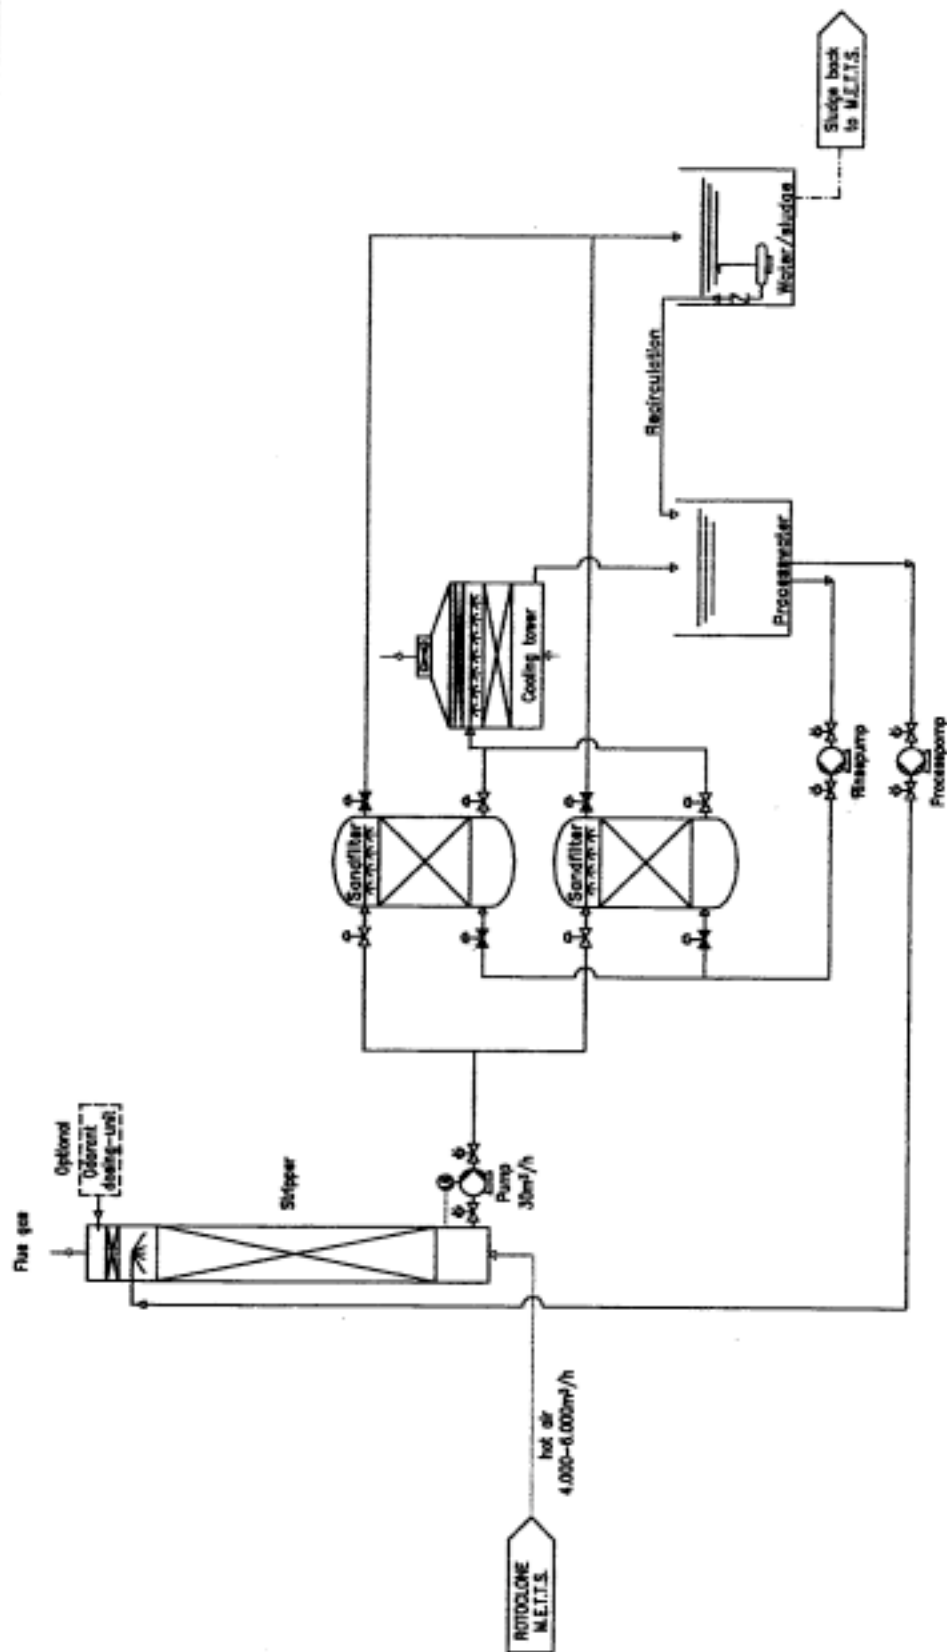 ROTOCLONE
M.E.T.T.S.
hot air
4.000-6.000m³/h
Flue gas
Optional
Odorant
dosing-unit
Stripper
Pump
30m³/h
Sandfilter
Sandfilter
Cooling tower
Rinsepump
Processpomp
Processwater
Recirculation
Water/sludge
Sludge back
to M.E.T.T.S.